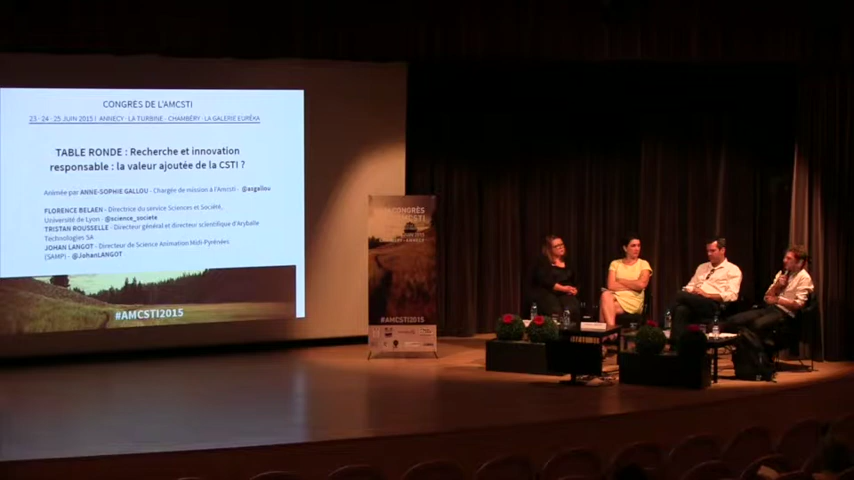 CONGRÈS DE L'AMCSTI
23 - 24 - 25 JUIN 2015 I ANNECY · LA TURBINE - CHAMBÉRY · LA GALERIE EURÊKA
TABLE RONDE : Recherche et innovation
responsable : la valeur ajoutée de la CSTI ?
Animée par ANNE-SOPHIE GALLOU - Chargée de mission à l'Amcsti - @asgallou
FLORENCE BELAËN - Directrice du service Sciences et Société,
Université de Lyon - @science_societe
TRISTAN ROUSSELLE - Directeur général et directeur scientifique d'Aryballe
Technologies SA
JOHAN LANGOT - Directeur de Science Animation Midi-Pyrénées
(SAMP) - @JohanLANGOT
#AMCSTI2015
CONGRÈS
#AMCSTI2015